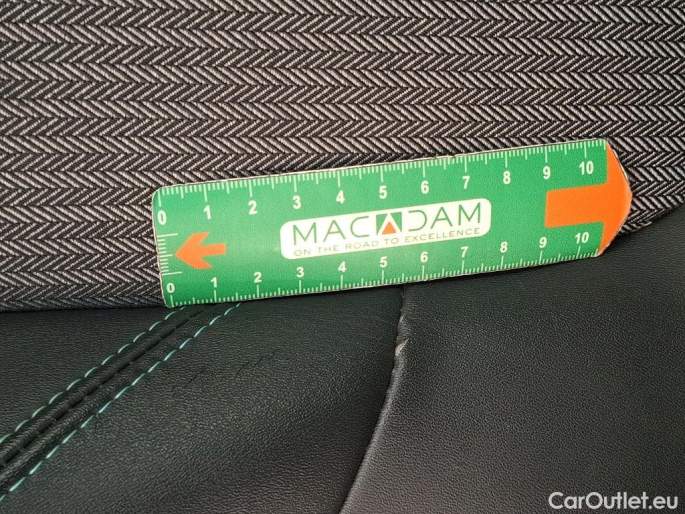 0 1 2 3 4 5 6 7 8 9 10
MACADAM
ON THE ROAD TO EXCELLENCE
0 1 2 3 4 5 6 7 8 9 10
CarOutlet.eu